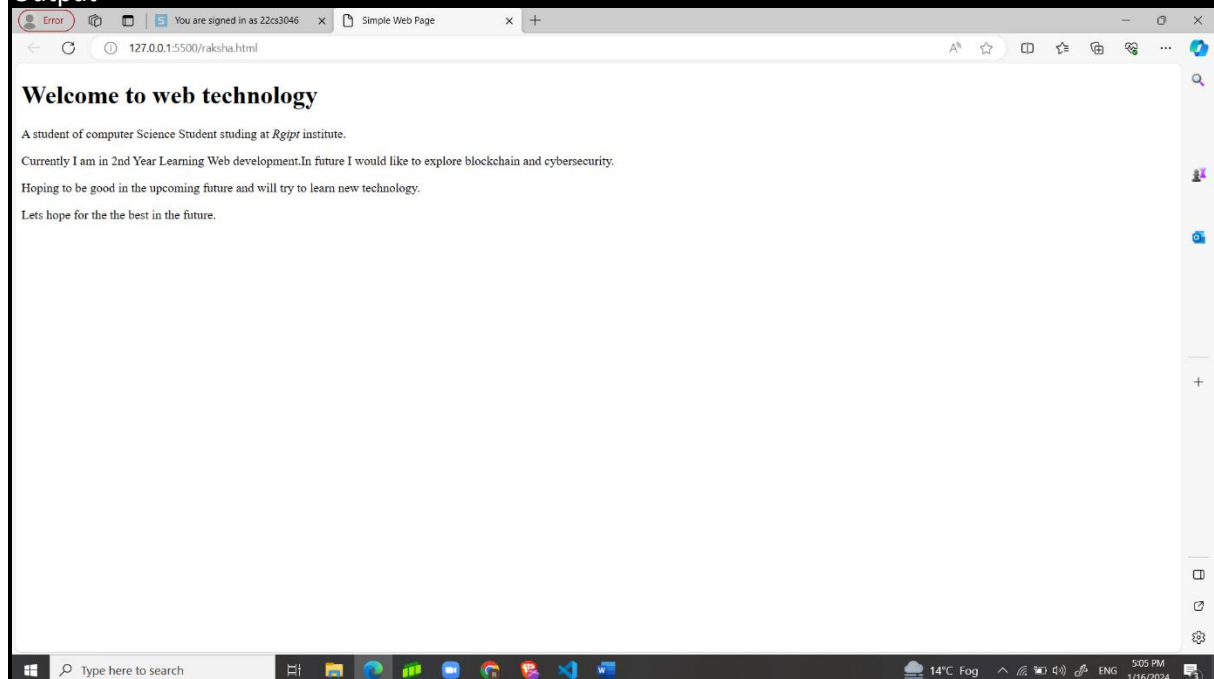 Output
Error
You are signed in as 22cs3046
Simple Web Page
127.0.0.1:5500/raksha.html
Welcome to web technology
A student of computer Science Student studing at Rgipt institute.
Currently I am in 2nd Year Learning Web development.In future I would like to explore blockchain and cybersecurity.
Hoping to be good in the upcoming future and will try to learn new technology.
Lets hope for the the best in the future.
Type here to search
14°C Fog
ENG
5:05 PM
1/16/2024